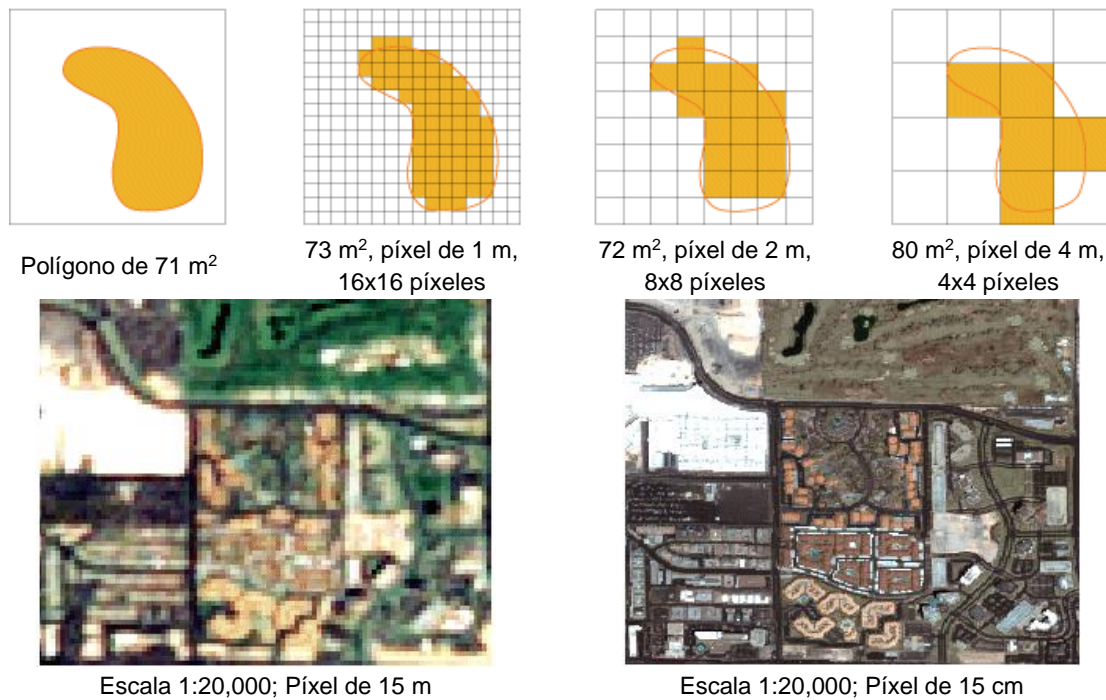 Polígono de 71 m²
73 m², píxel de 1 m,
16x16 píxeles
72 m², píxel de 2 m,
8x8 píxeles
80 m², píxel de 4 m,
4x4 píxeles
Escala 1:20,000; Píxel de 15 m
Escala 1:20,000; Píxel de 15 cm